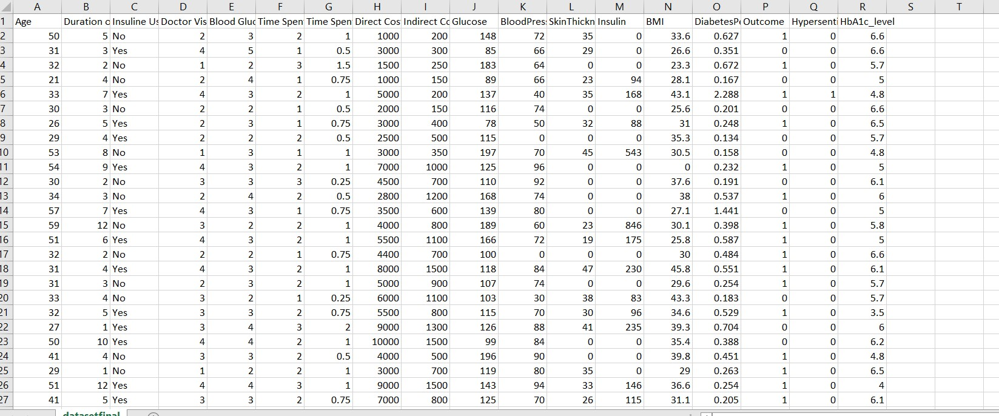 A B C D E F G H I J K L M N O P Q R S T
1 Age Duration o Insuline Us Doctor Vis Blood Gluc Time Spen Time Spen Direct Cos Indirect Co Glucose BloodPres SkinThickn Insulin BMI DiabetesPe Outcome Hypersenti HbA1c_level
2 50 5 No 2 3 2 1 1000 200 148 72 35 0 33.6 0.627 1 0 6.6
3 31 3 Yes 4 5 1 0.5 3000 300 85 66 29 0 26.6 0.351 0 0 6.6
4 32 2 No 1 2 3 1.5 1500 250 183 64 0 0 23.3 0.672 1 0 5.7
5 21 4 No 2 4 1 0.75 1000 150 89 66 23 94 28.1 0.167 0 0 5
6 33 7 Yes 4 3 2 1 5000 200 137 40 35 168 43.1 2.288 1 1 4.8
7 30 3 No 2 2 1 0.5 2000 150 116 74 0 0 25.6 0.201 0 0 6.6
8 26 5 Yes 2 3 1 0.75 3000 400 78 50 32 88 31 0.248 1 0 6.5
9 29 4 Yes 2 2 2 0.5 2500 500 115 0 0 0 35.3 0.134 0 0 5.7
10 53 8 No 1 3 1 1 3000 350 197 70 45 543 30.5 0.158 0 0 4.8
11 54 9 Yes 4 3 2 1 7000 1000 125 96 0 0 0 0.232 1 0 5
12 30 2 No 3 3 3 0.25 4500 700 110 92 0 0 37.6 0.191 0 0 6.1
13 34 3 No 2 4 2 0.5 2800 1200 168 74 0 0 38 0.537 1 0 6
14 57 7 Yes 4 3 1 0.75 3500 600 139 80 0 0 27.1 1.441 0 0 5
15 59 12 No 3 2 2 1 4000 800 189 60 23 846 30.1 0.398 1 0 5.8
16 51 6 Yes 4 3 2 1 5500 1100 166 72 19 175 25.8 0.587 1 0 5
17 32 2 No 2 2 1 0.75 4400 700 100 0 0 0 30 0.484 1 0 6.6
18 31 4 Yes 4 3 2 1 8000 1500 118 84 47 230 45.8 0.551 1 0 6.1
19 31 3 No 2 3 2 1 5000 900 107 74 0 0 29.6 0.254 1 0 5.7
20 33 4 No 3 2 1 0.25 6000 1100 103 30 38 83 43.3 0.183 0 0 5.7
21 32 5 Yes 3 3 2 0.75 5500 800 115 70 30 96 34.6 0.529 1 0 3.5
22 27 1 Yes 3 4 3 2 9000 1300 126 88 41 235 39.3 0.704 0 0 6
23 50 10 Yes 4 4 2 1 10000 1500 99 84 0 0 35.4 0.388 0 0 6.2
24 41 4 No 3 3 2 0.5 4000 500 196 90 0 0 39.8 0.451 1 0 4.8
25 29 1 No 1 2 2 1 3000 700 119 80 35 0 29 0.263 1 0 6.5
26 51 12 Yes 4 4 3 1 9000 1500 143 94 33 146 36.6 0.254 1 0 4
27 41 5 Yes 3 3 2 0.75 7000 800 125 70 26 115 31.1 0.205 1 0 6.1
datasetfinal